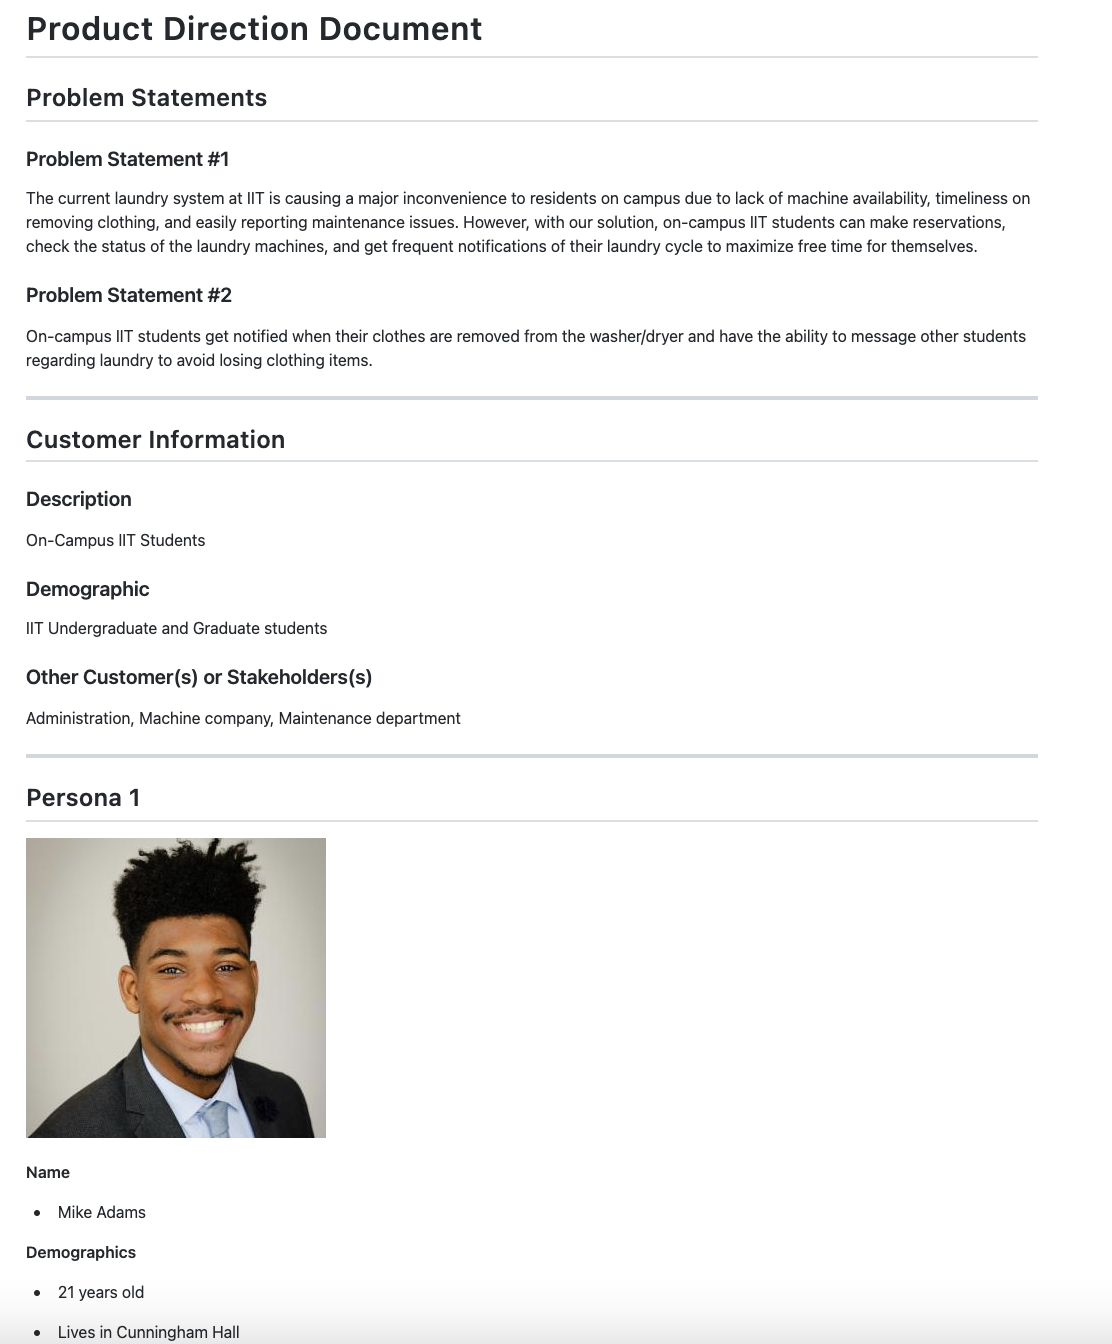 Product Direction Document
Problem Statements
Problem Statement #1
The current laundry system at IIT is causing a major inconvenience to residents on campus due to lack of machine availability, timeliness on
removing clothing, and easily reporting maintenance issues. However, with our solution, on-campus IIT students can make reservations,
check the status of the laundry machines, and get frequent notifications of their laundry cycle to maximize free time for themselves.
Problem Statement #2
On-campus IIT students get notified when their clothes are removed from the washer/dryer and have the ability to message other students
regarding laundry to avoid losing clothing items.
Customer Information
Description
On-Campus IIT Students
Demographic
IIT Undergraduate and Graduate students
Other Customer(s) or Stakeholders(s)
Administration, Machine company, Maintenance department
Persona 1
Name
• Mike Adams
Demographics
• 21 years old
• Lives in Cunningham Hall